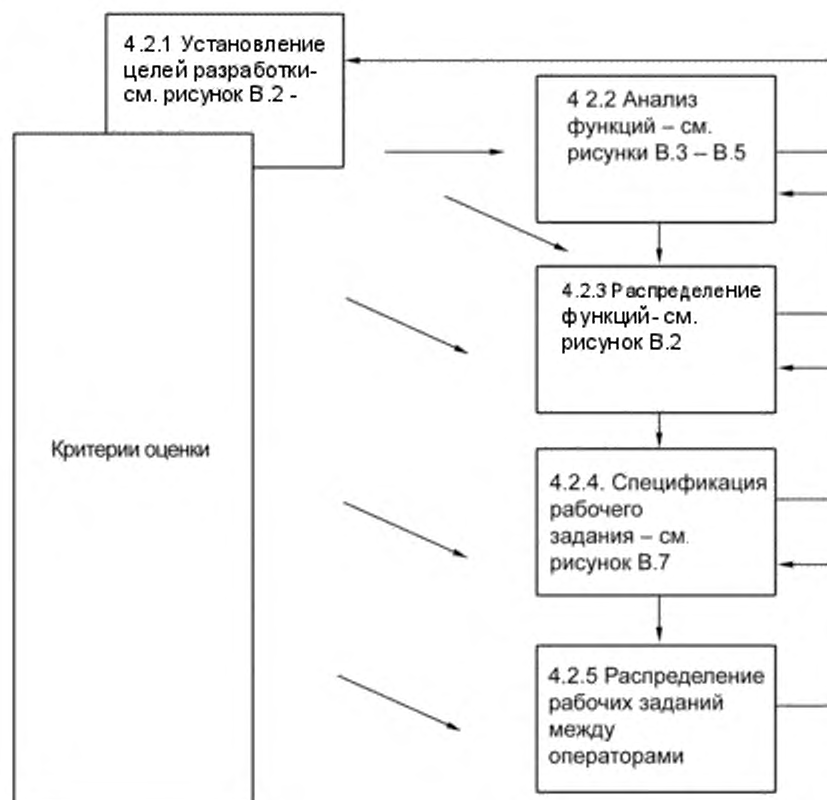 4.2.1 Установление
целей разработки-
см. рисунок В.2 -
4 2.2 Анализ
функций – см.
рисунки В.3 – В.5
4.2.3 Распределение
функций- см.
рисунок В.2
Критерии оценки
4.2.4. Спецификация
рабочего
задания – см.
рисунок В.7
4.2.5 Распределение
рабочих заданий
между
операторами